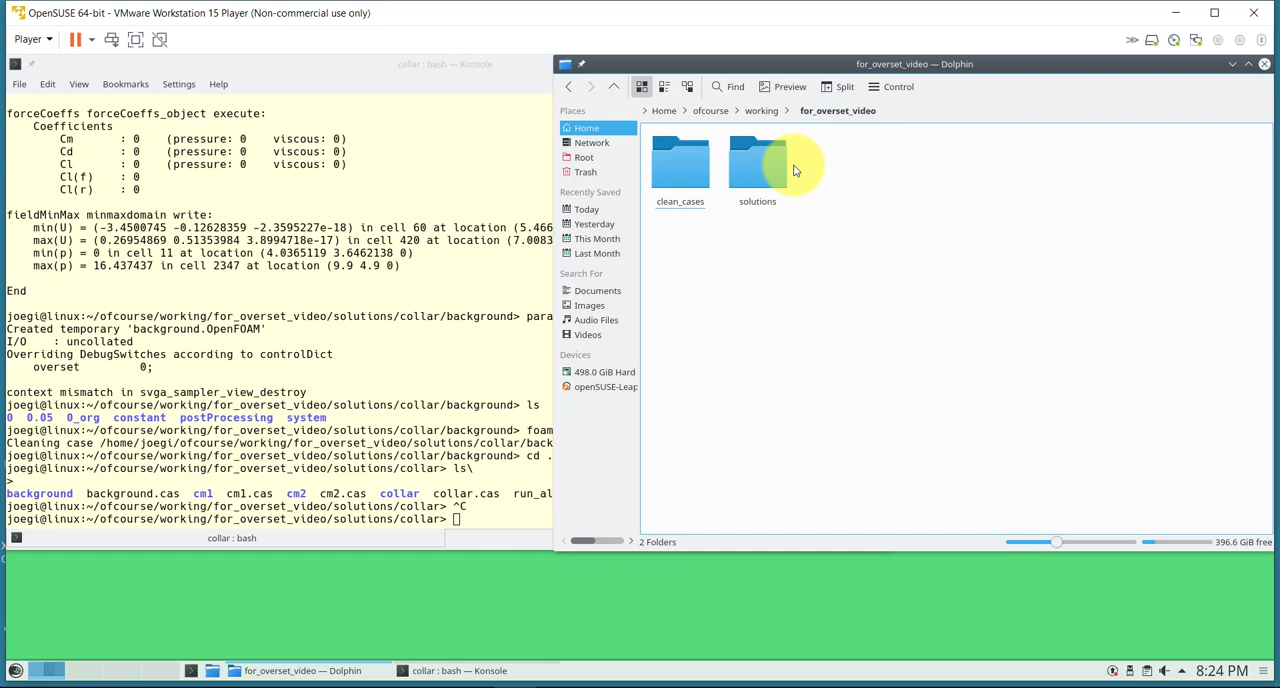 OpenSUSE 64-bit - VMware Workstation 15 Player (Non-commercial use only)
Player
collar : bash — Konsole
File Edit View Bookmarks Settings Help
forceCoeffs forceCoeffs_object execute:
    Coefficients
        Cm       : 0    (pressure: 0    viscous: 0)
        Cd       : 0    (pressure: 0    viscous: 0)
        Cl       : 0    (pressure: 0    viscous: 0)
        Cl(f)    : 0
        Cl(r)    : 0
fieldMinMax minmaxdomain write:
    min(U) = (-3.4500745 -0.12628359 -2.3595227e-18) in cell 60 at location (5.466
    max(U) = (0.26954869 0.51353984 3.8994718e-17) in cell 420 at location (7.0083
    min(p) = 0 in cell 11 at location (4.0365119 3.6462138 0)
    max(p) = 16.437437 in cell 2347 at location (9.9 4.9 0)
End
joegi@linux:~/ofcourse/working/for_overset_video/solutions/collar/background> para
Created temporary 'background.OpenFOAM'
I/O    : uncollated
Overriding DebugSwitches according to controlDict
    overset         0;
context mismatch in svga_sampler_view_destroy
joegi@linux:~/ofcourse/working/for_overset_video/solutions/collar/background> ls
0  0.05  0_org  constant  postProcessing  system
joegi@linux:~/ofcourse/working/for_overset_video/solutions/collar/background> foam
Cleaning case /home/joegi/ofcourse/working/for_overset_video/solutions/collar/back
joegi@linux:~/ofcourse/working/for_overset_video/solutions/collar/background> cd .
joegi@linux:~/ofcourse/working/for_overset_video/solutions/collar> ls\
>
background  background.cas  cm1  cm1.cas  cm2  cm2.cas  collar  collar.cas  run_al
joegi@linux:~/ofcourse/working/for_overset_video/solutions/collar> ^C
joegi@linux:~/ofcourse/working/for_overset_video/solutions/collar>
collar : bash
for_overset_video — Dolphin
Find Preview Split Control
Places
> Home > ofcourse > working > for_overset_video
Home
Network
Root
Trash
Recently Saved
Today
Yesterday
This Month
Last Month
Search For
Documents
Images
Audio Files
Videos
Devices
498.0 GiB Hard
openSUSE-Leap
clean_cases
solutions
2 Folders
396.6 GiB free
for_overset_video — Dolphin
collar : bash — Konsole
8:24 PM